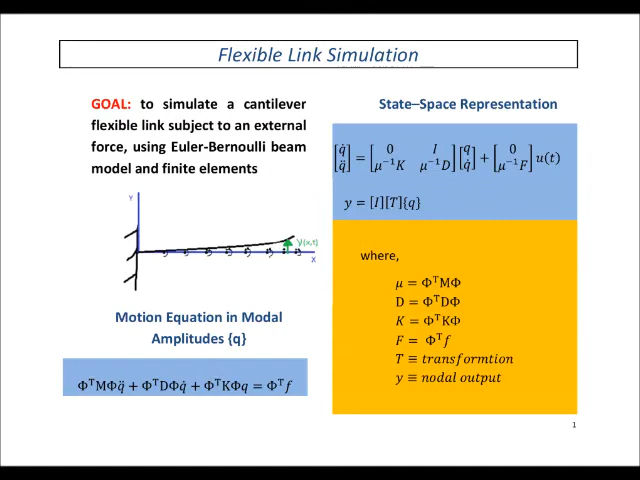 Flexible Link Simulation
GOAL: to simulate a cantilever
flexible link subject to an external
force, using Euler-Bernoulli beam
model and finite elements
Y
Y(x,t)
X
Motion Equation in Modal
Amplitudes {q}
ΦᵀMΦq̈ + ΦᵀDΦq̇ + ΦᵀKΦq = Φᵀf
State–Space Representation
[q̇ q̈] = [0 I μ⁻¹K μ⁻¹D] [q q̇] + [0 μ⁻¹F] u(t)
y = [I][T]{q}
where,
μ = ΦᵀMΦ
D = ΦᵀDΦ
K = ΦᵀKΦ
F = Φᵀf
T ≡ transformtion
y ≡ nodal output
1